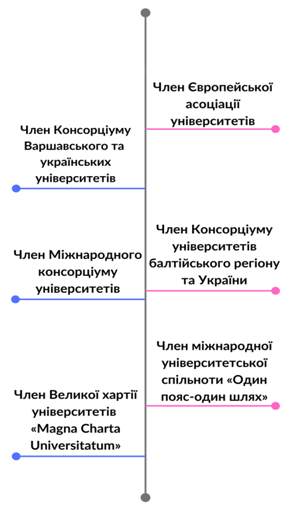 Член Європейської
асоціації
університетів
Член Консорціуму
Варшавського та
українських
університетів
Член Консорціуму
університетів
балтійського регіону
та України
Член Міжнародного
консорціуму
університетів
Член міжнародної
університетської
спільноти «Один
пояс-один шлях»
Член Великої хартії
університетів
«Magna Charta
Universitatum»